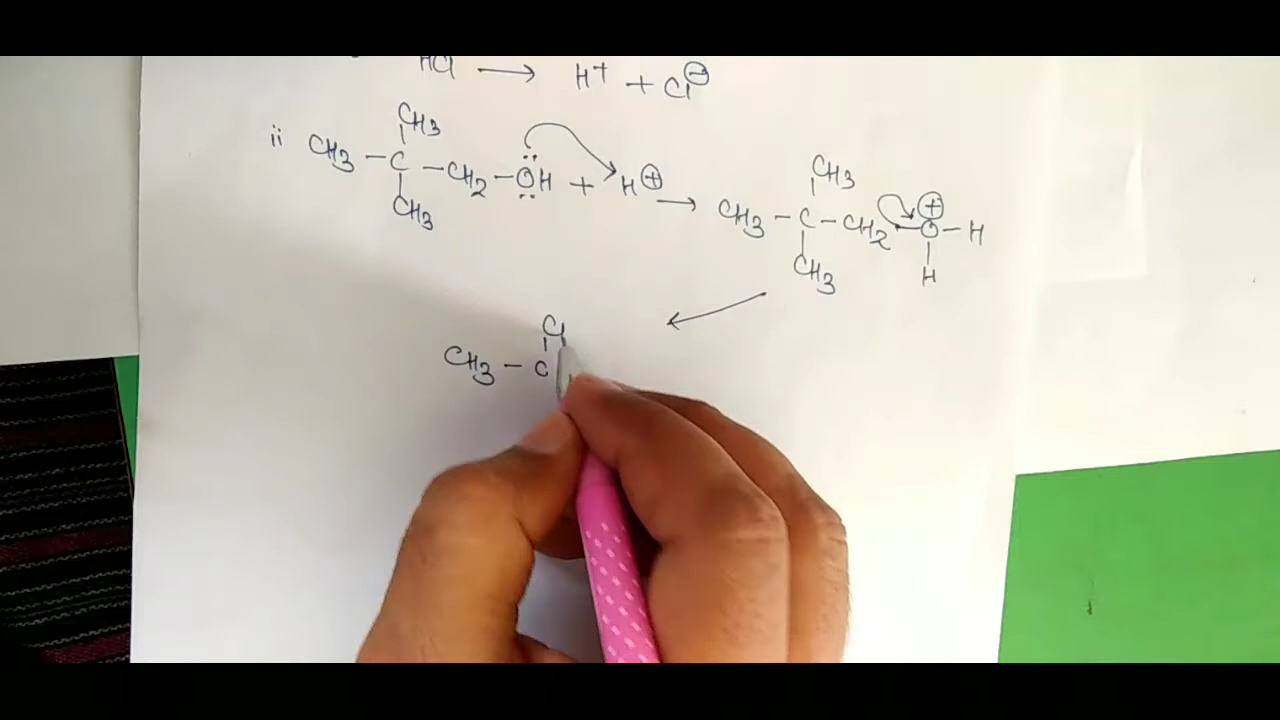 HCl → H+ + Cl⊖
CH3
ii CH3 – C – CH2 – ÖH + H⊕ →
CH3
CH3
CH3 – C – CH2 – O⊕ – H
CH3 H
Cl
CH3 – C